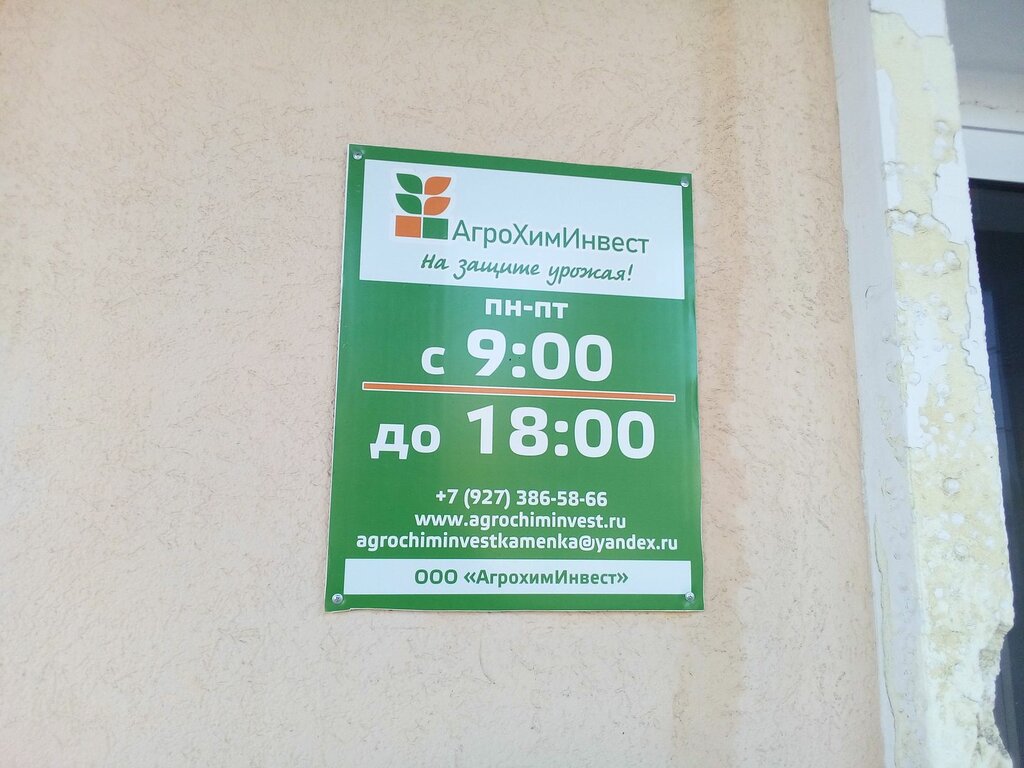 АгроХимИнвест
На защите урожая!
пн-пт
с 9:00
до 18:00
+7 (927) 386-58-66
www.agrochiminvest.ru
agrochiminvestkamenka@yandex.ru
ООО «АгрохимИнвест»